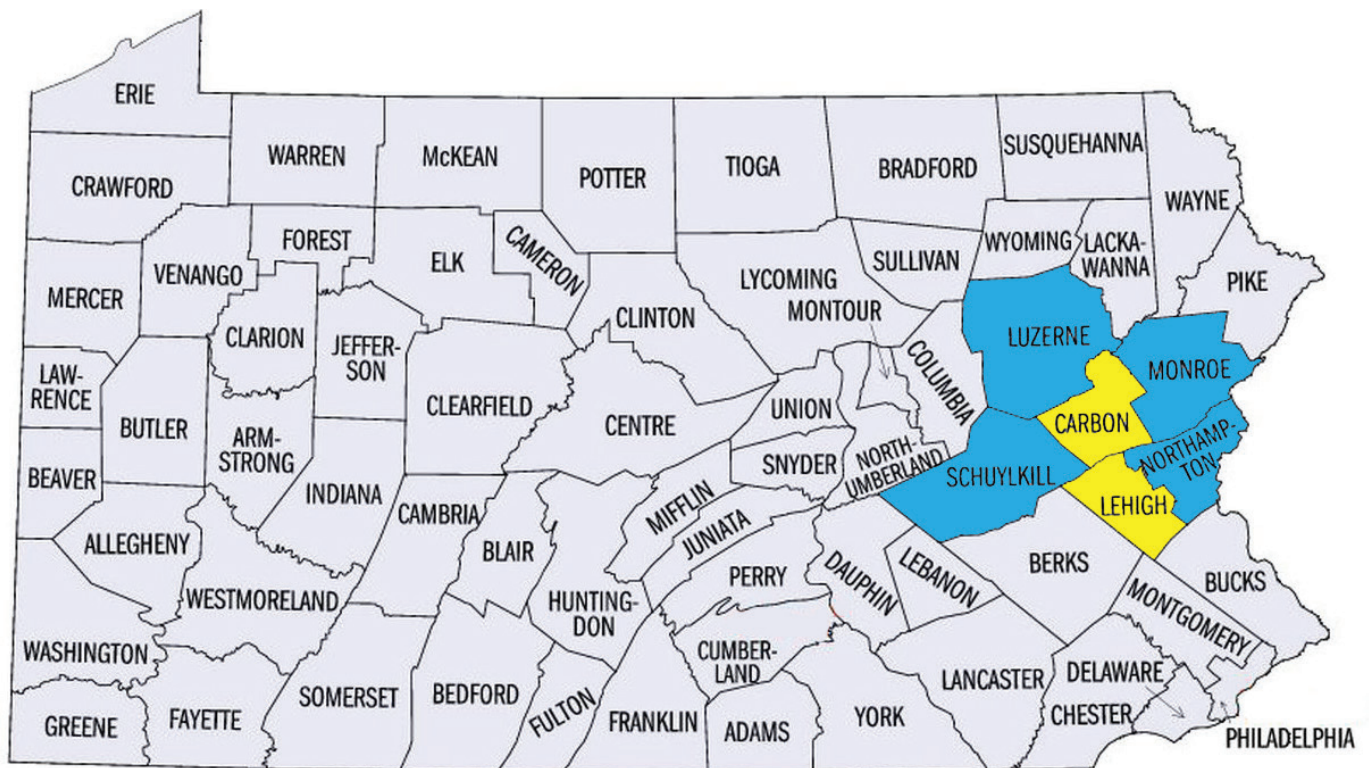 ERIE
WARREN
McKEAN
POTTER
TIOGA
BRADFORD
SUSQUEHANNA
WAYNE
CRAWFORD
FOREST
ELK
CAMERON
SULLIVAN
WYOMING
LACKA-
WANNA
PIKE
MERCER
VENANGO
CLARION
JEFFER-
SON
CLINTON
LYCOMING
MONTOUR
COLUMBIA
LUZERNE
MONROE
LAW-
RENCE
BUTLER
ARM-
STRONG
CLEARFIELD
CENTRE
UNION
SNYDER
NORTH-
UMBERLAND
SCHUYLKILL
CARBON
NORTHAMP-
TON
LEHIGH
BEAVER
ALLEGHENY
INDIANA
CAMBRIA
BLAIR
MIFFLIN
JUNIATA
PERRY
DAUPHIN
LEBANON
BERKS
BUCKS
MONTGOMERY
WESTMORELAND
HUNTING-
DON
WASHINGTON
CUMBER-
LAND
LANCASTER
DELAWARE
GREENE
FAYETTE
SOMERSET
BEDFORD
FULTON
FRANKLIN
ADAMS
YORK
CHESTER
PHILADELPHIA